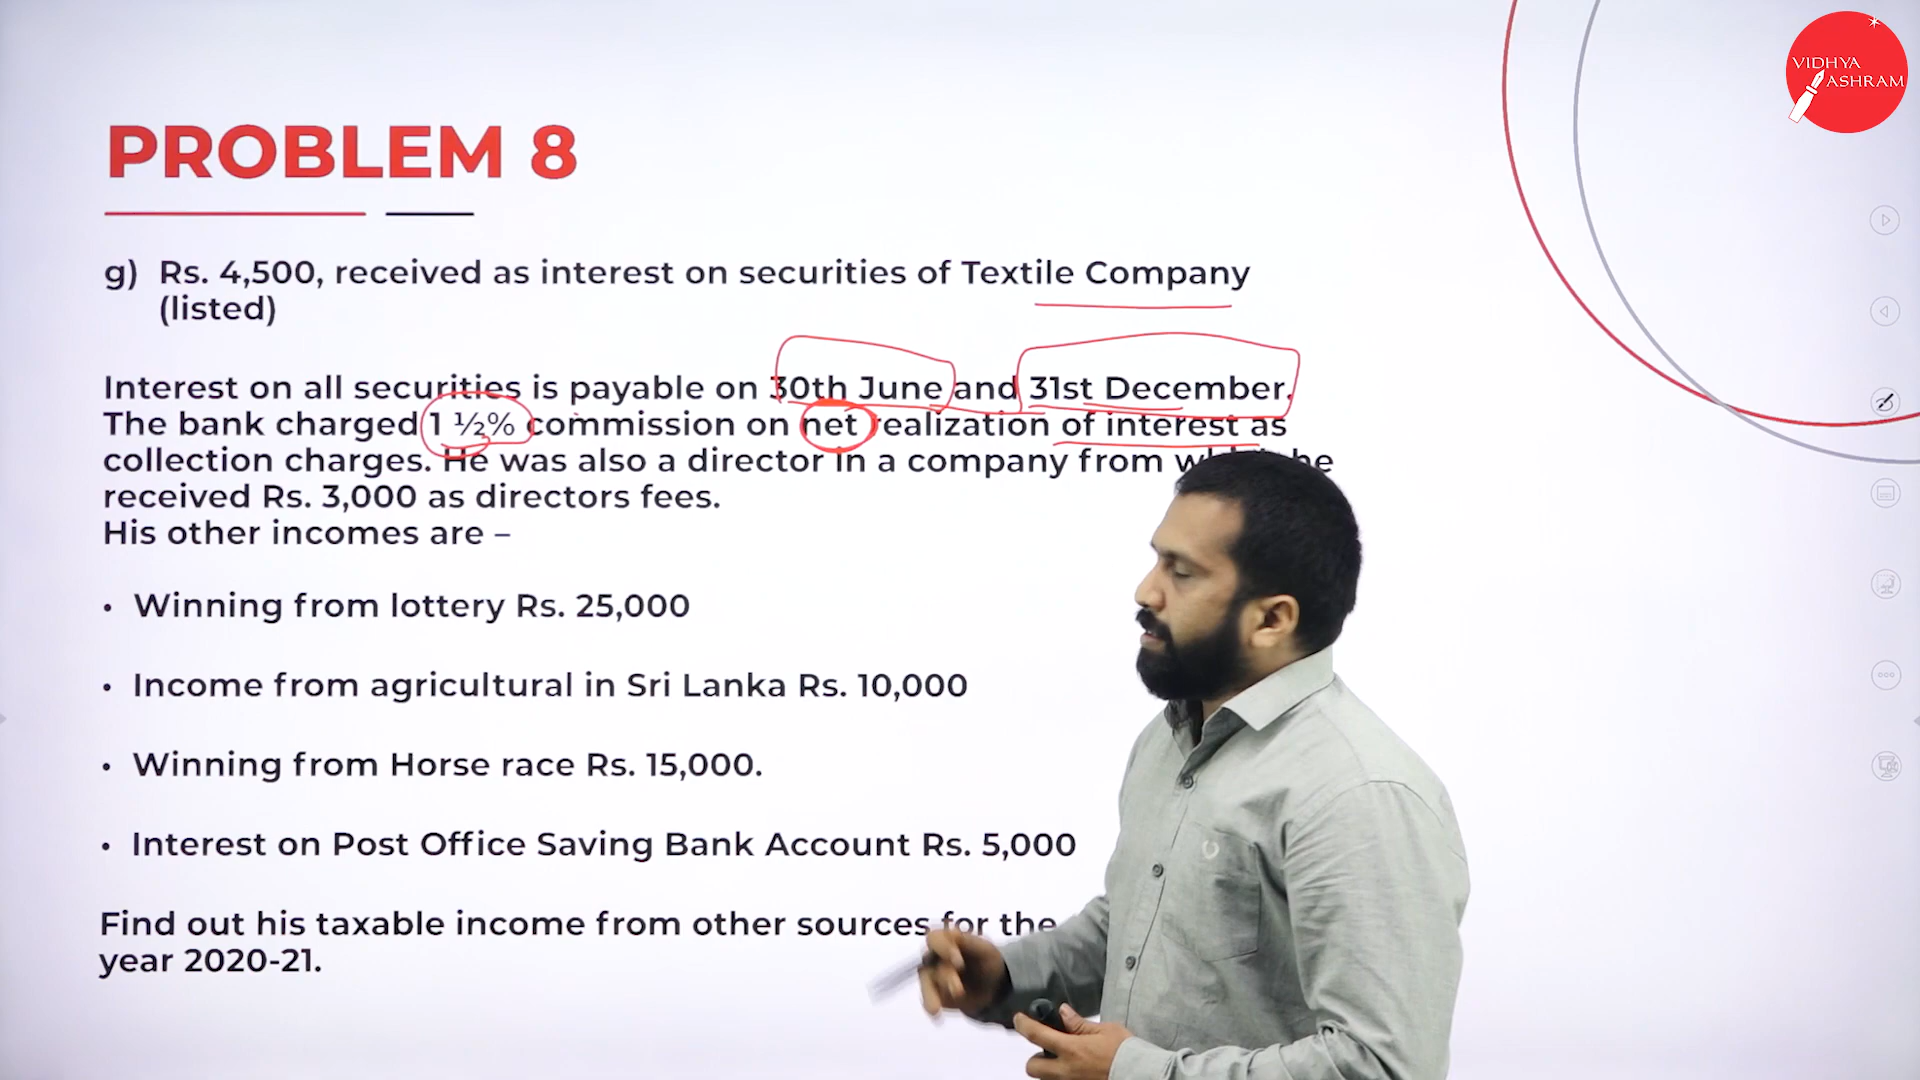 VIDHYA
ASHRAM
PROBLEM 8
g) Rs. 4,500, received as interest on securities of Textile Company
(listed)
Interest on all securities is payable on 30th June and 31st December.
The bank charged 1 ½% commission on net realization of interest as
collection charges. He was also a director in a company from which he
received Rs. 3,000 as directors fees.
His other incomes are –
• Winning from lottery Rs. 25,000
• Income from agricultural in Sri Lanka Rs. 10,000
• Winning from Horse race Rs. 15,000.
• Interest on Post Office Saving Bank Account Rs. 5,000
Find out his taxable income from other sources for the
year 2020-21.